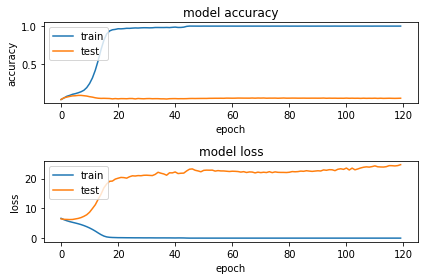 model accuracy
1.0
0.5
accuracy
train
test
0 20 40 60 80 100 120
epoch
model loss
20
10
0
loss
train
test
0 20 40 60 80 100 120
epoch